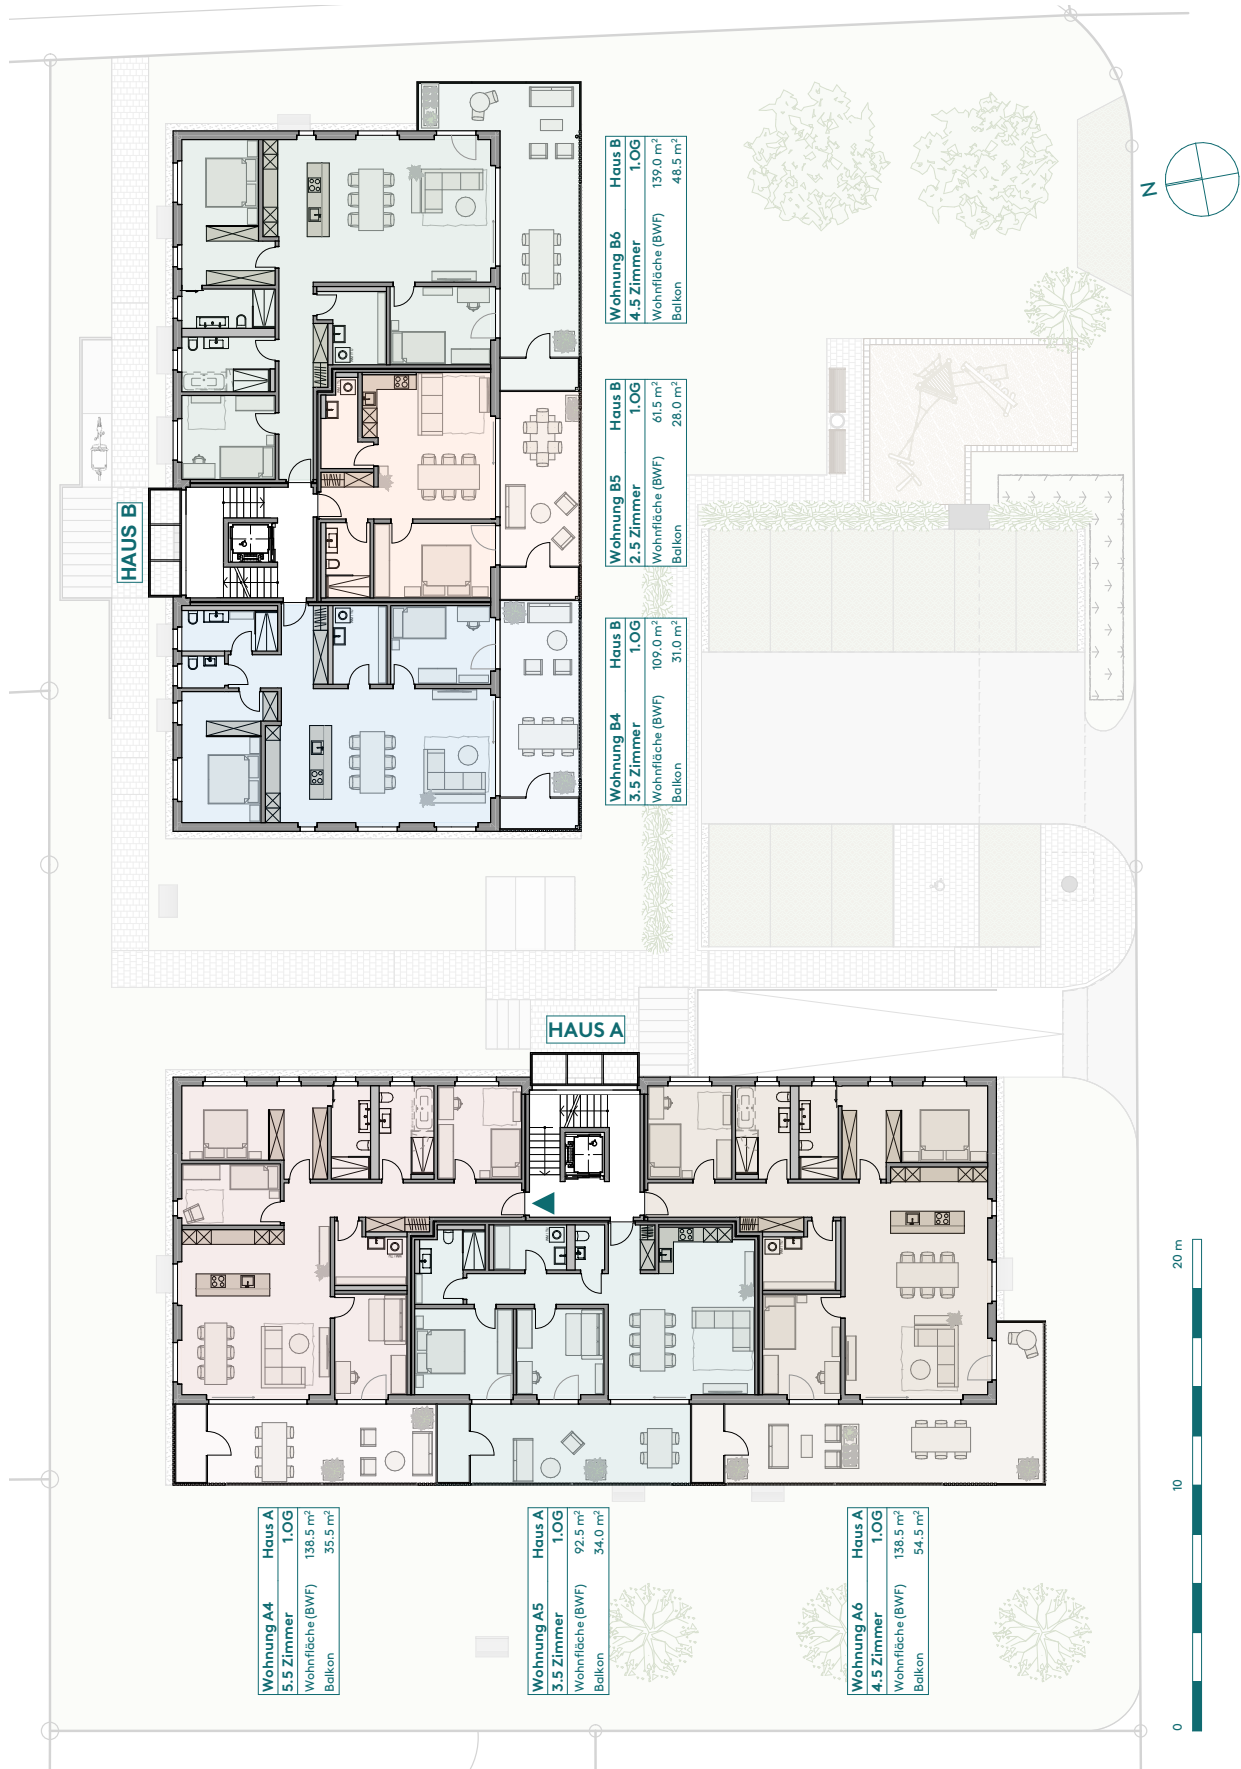 N
HAUS B
Wohnung B6 Haus B
4.5 Zimmer 1.OG
Wohnfläche (BWF) 139.0 m²
Balkon 48.5 m²
Wohnung B5 Haus B
2.5 Zimmer 1.OG
Wohnfläche (BWF) 61.5 m²
Balkon 28.0 m²
Wohnung B4 Haus B
3.5 Zimmer 1.OG
Wohnfläche (BWF) 109.0 m²
Balkon 31.0 m²
HAUS A
Wohnung A4 Haus A
5.5 Zimmer 1.OG
Wohnfläche (BWF) 138.5 m²
Balkon 35.5 m²
Wohnung A5 Haus A
3.5 Zimmer 1.OG
Wohnfläche (BWF) 92.5 m²
Balkon 34.0 m²
Wohnung A6 Haus A
4.5 Zimmer 1.OG
Wohnfläche (BWF) 138.5 m²
Balkon 54.5 m²
0 10 20 m